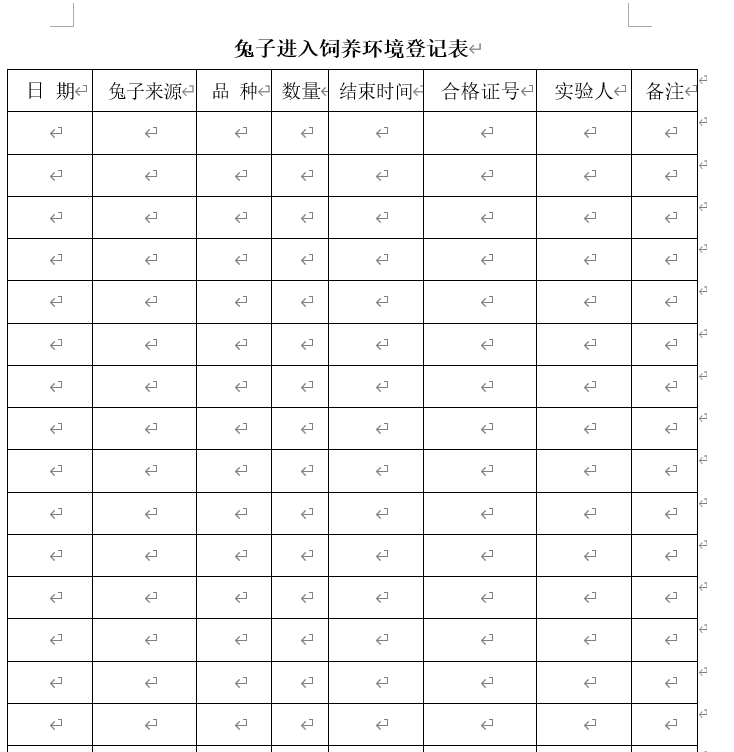 兔子进入饲养环境登记表
日 期 兔子来源 品 种 数量 结束时间 合格证号 实验人 备注